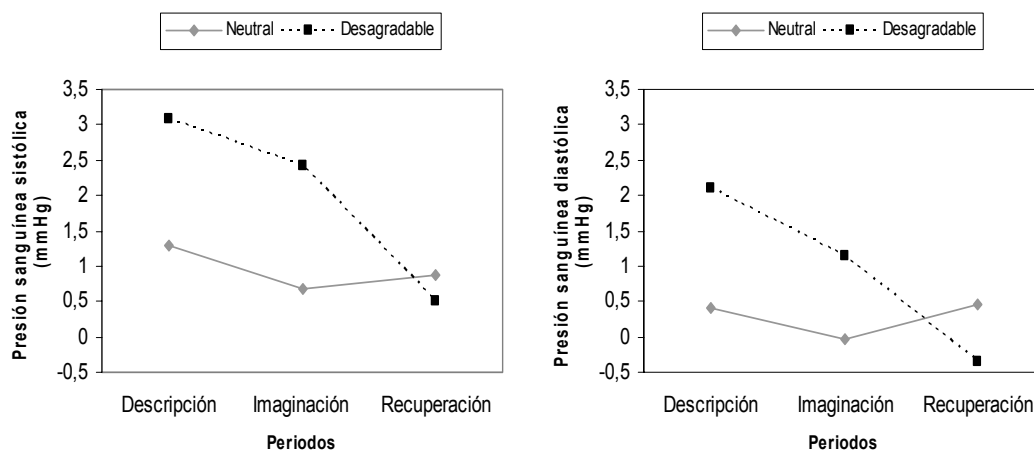 Neutral Desagradable
Presión sanguínea sistólica
(mmHg)
3,5
3
2,5
2
1,5
1
0,5
0
-0,5
Descripción Imaginación Recuperación
Periodos
Neutral Desagradable
Presión sanguínea diastólica
(mmHg)
3,5
3
2,5
2
1,5
1
0,5
0
-0,5
Descripción Imaginación Recuperación
Periodos